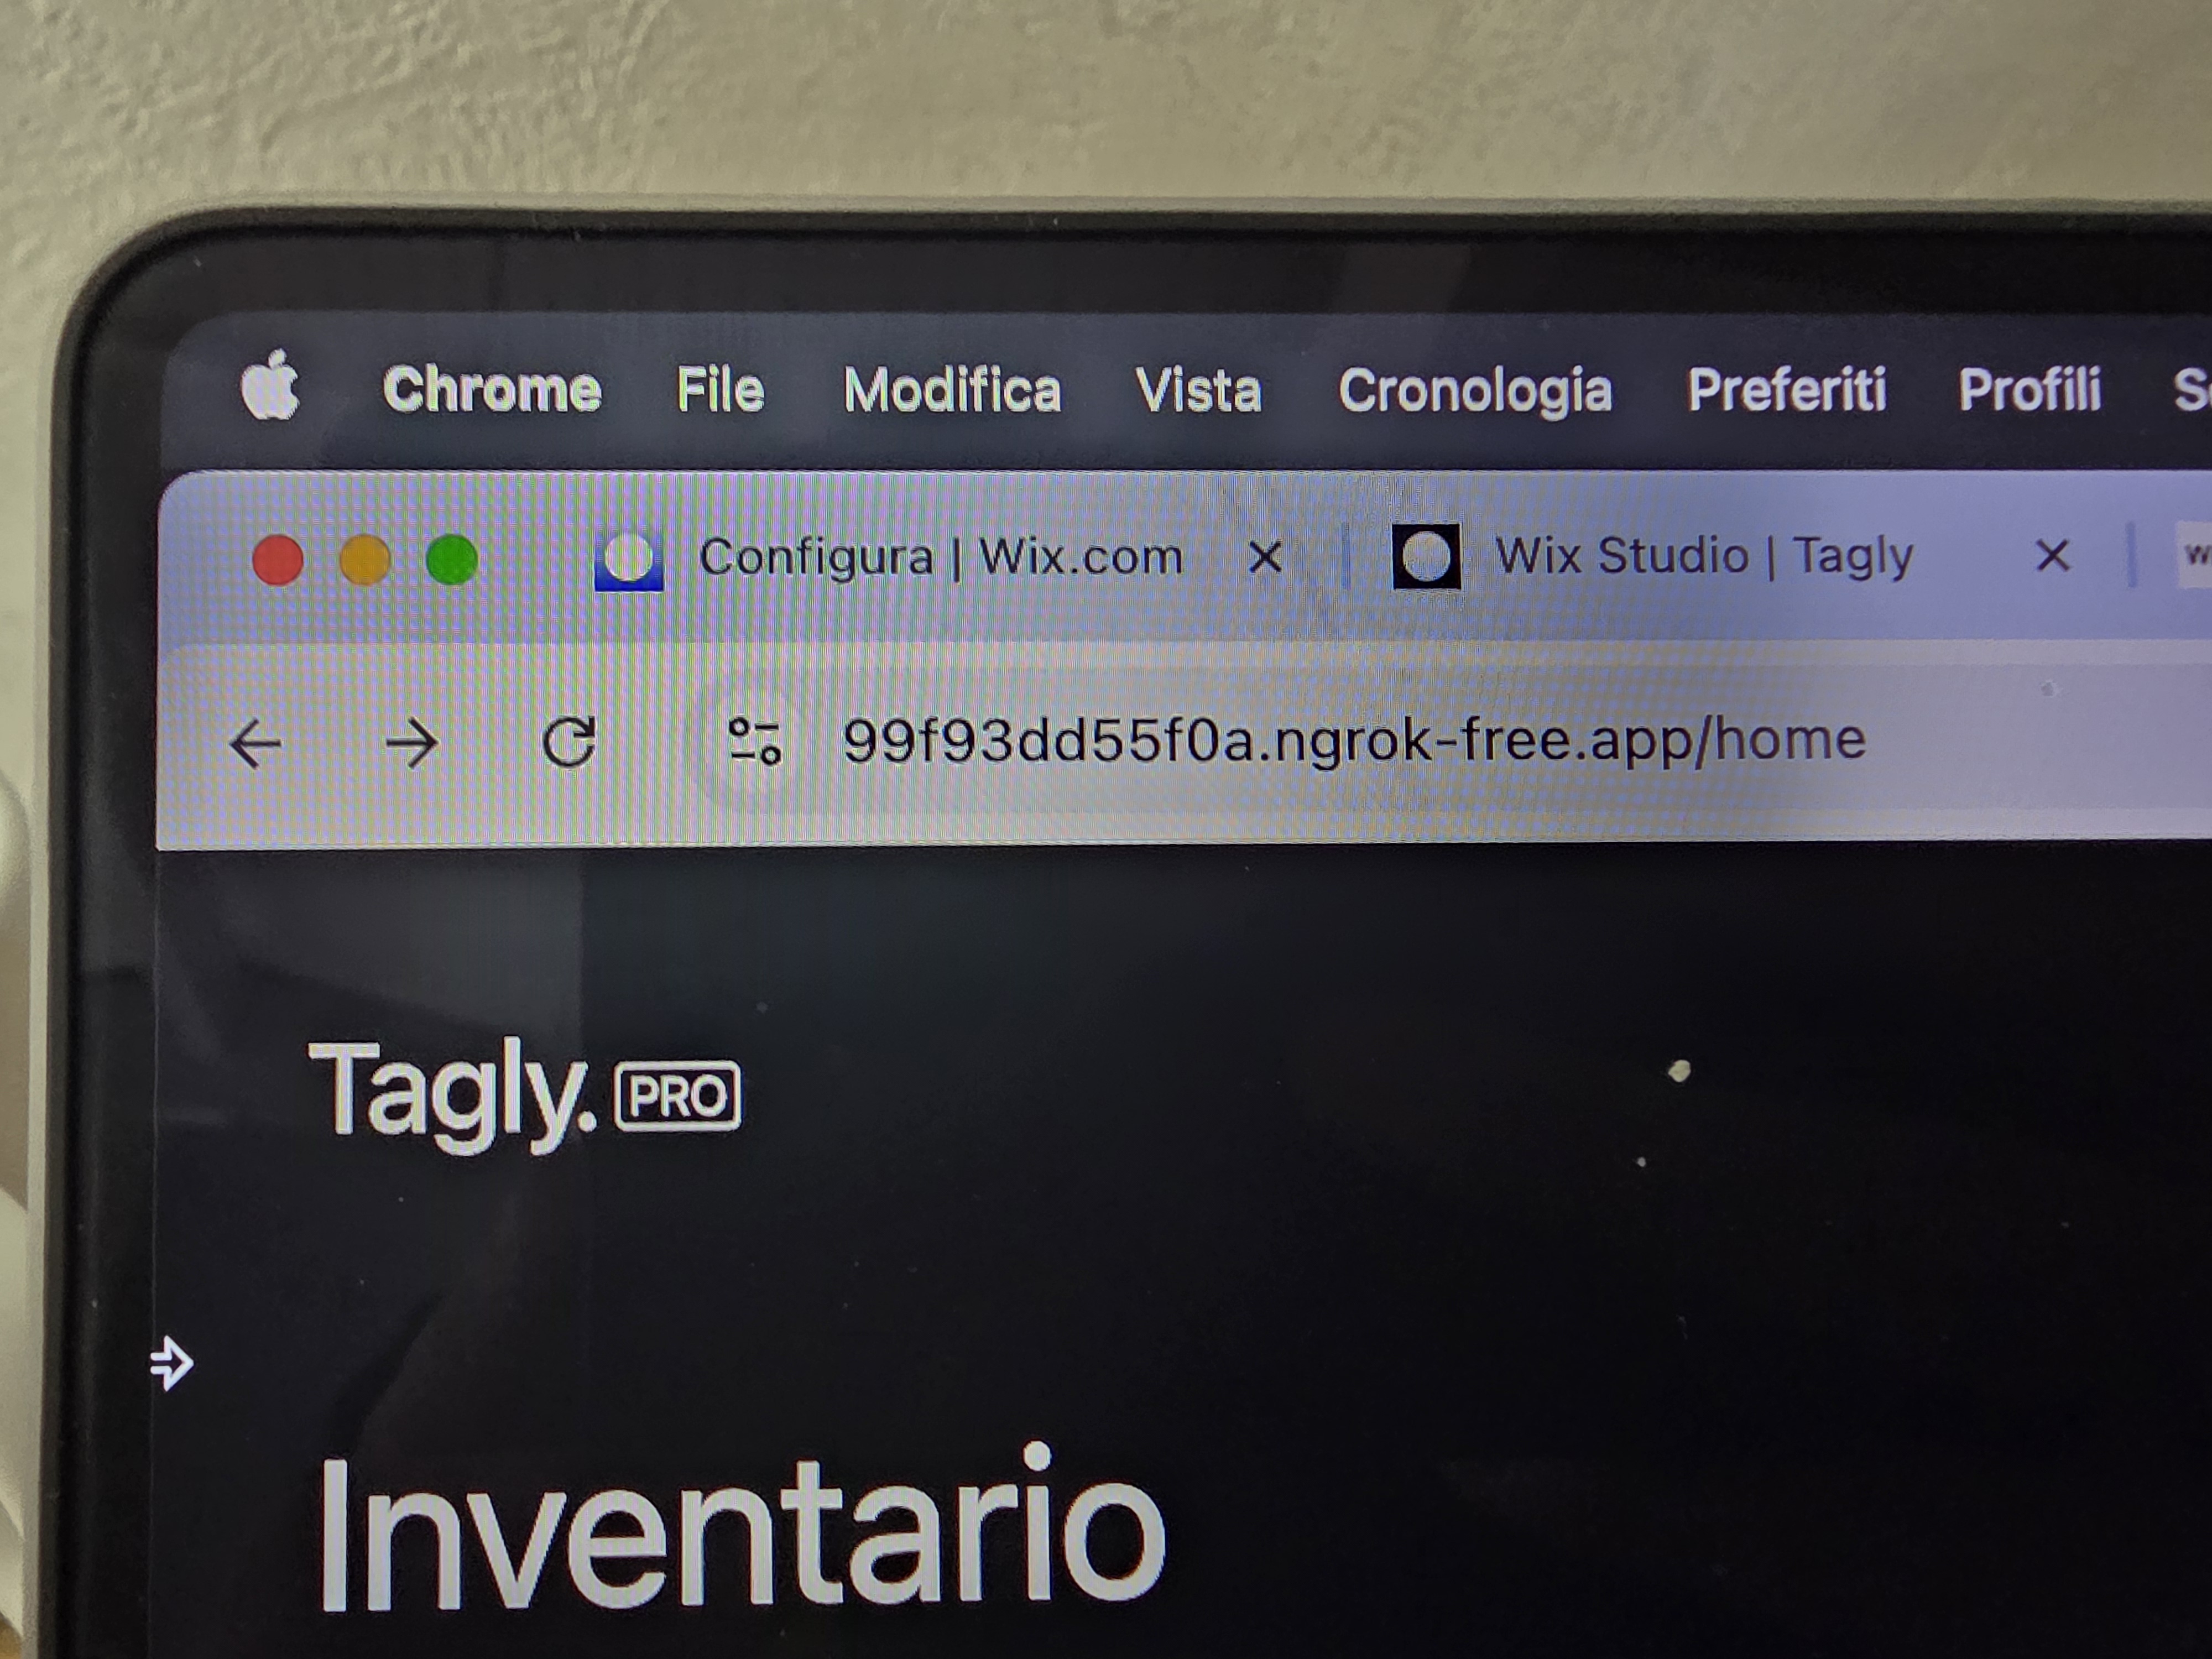 Chrome File Modifica Vista Cronologia Preferiti Profili
Configura | Wix.com Wix Studio | Tagly
99f93dd55f0a.ngrok-free.app/home
Tagly. PRO
Inventario